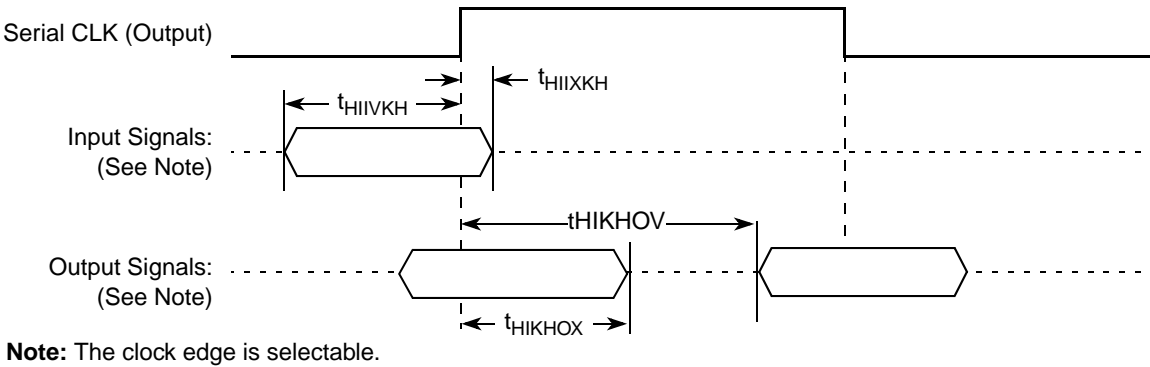 Serial CLK (Output)
tHIIXKH
tHIIVKH
Input Signals:
(See Note)
tHIKHOV
Output Signals:
(See Note)
tHIKHOX
Note: The clock edge is selectable.